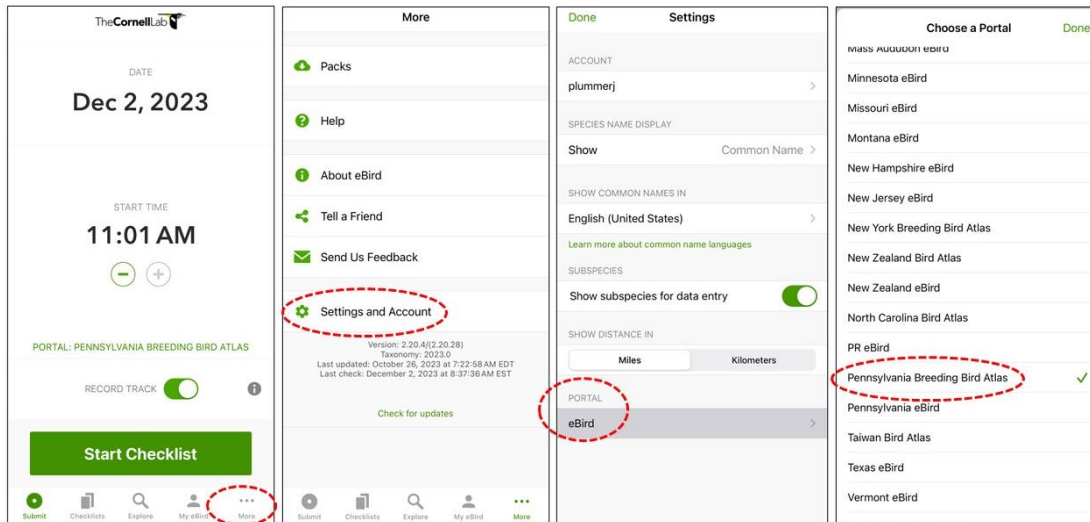 TheCornellLab
DATE
Dec 2, 2023
START TIME
11:01 AM
PORTAL: PENNSYLVANIA BREEDING BIRD ATLAS
RECORD TRACK
Start Checklist
Submit
Checklists
Explore
My eBird
More
More
Packs
Help
About eBird
Tell a Friend
Send Us Feedback
Settings and Account
Version: 2.20.4/(2.20.28)
Taxonomy: 2023.0
Last updated: October 26, 2023 at 7:22:58 AM EDT
Last check: December 2, 2023 at 8:37:36 AM EST
Check for updates
Submit
Checklists
Explore
My eBird
More
Done
Settings
ACCOUNT
plummerj
SPECIES NAME DISPLAY
Show Common Name
SHOW COMMON NAMES IN
English (United States)
Learn more about common name languages
SUBSPECIES
Show subspecies for data entry
SHOW DISTANCE IN
Miles
Kilometers
PORTAL
eBird
Choose a Portal
Done
Mass Audubon eBird
Minnesota eBird
Missouri eBird
Montana eBird
New Hampshire eBird
New Jersey eBird
New York Breeding Bird Atlas
New Zealand Bird Atlas
New Zealand eBird
North Carolina Bird Atlas
PR eBird
Pennsylvania Breeding Bird Atlas
Pennsylvania eBird
Taiwan Bird Atlas
Texas eBird
Vermont eBird